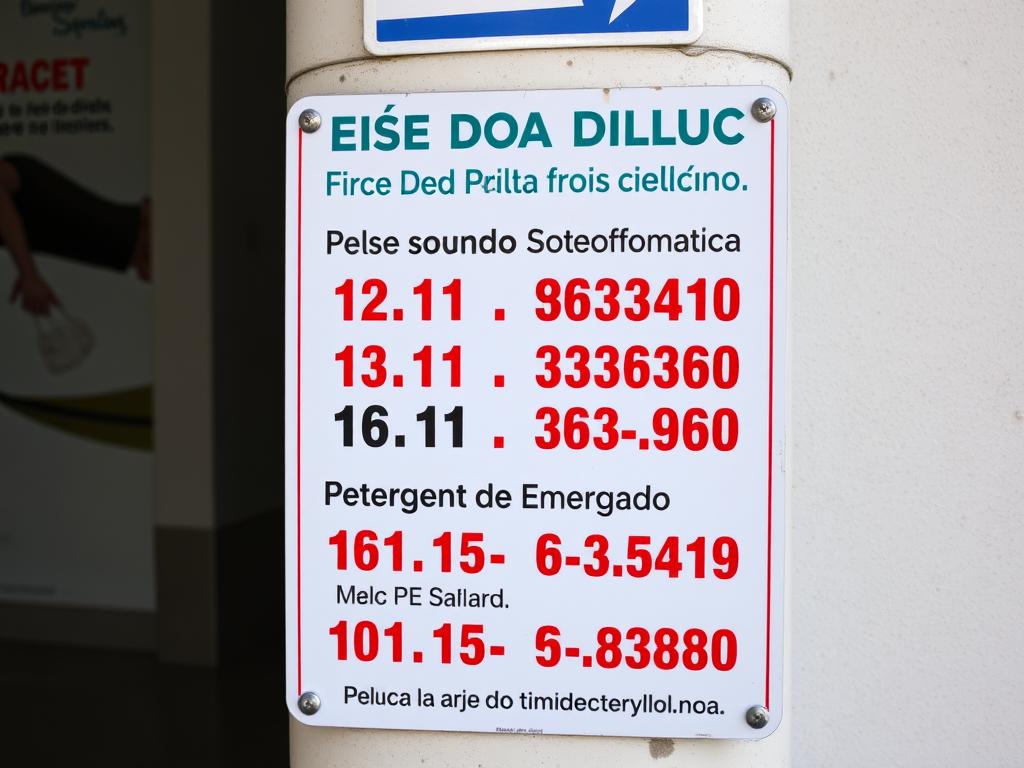 RACET
EIŚE DOA DILLUC
Firce Ded Prilta frois ciellćıno.
Pelse soundo Soteoffomatica
12.11 . 9633410
13.11 . 3336360
16.11 . 363-.960
Petergent de Emergado
161.15- 6-3.5419
Melc PE Sallard.
101.15- 5-.83880
Peluca la arje do timidecteryllol.noa.